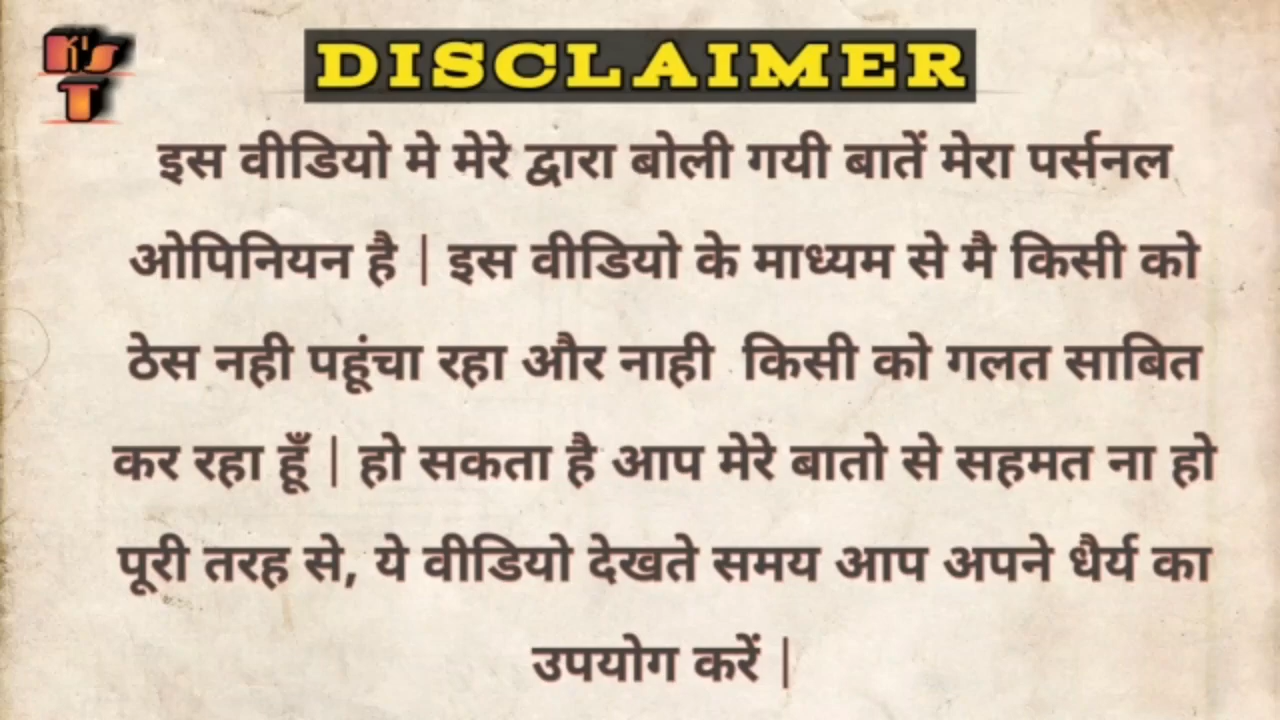 K's
T
DISCLAIMER
इस वीडियो मे मेरे द्वारा बोली गयी बातें मेरा पर्सनल
ओपिनियन है | इस वीडियो के माध्यम से मै किसी को
ठेस नही पहूंचा रहा और नाही किसी को गलत साबित
कर रहा हूँ | हो सकता है आप मेरे बातो से सहमत ना हो
पूरी तरह से, ये वीडियो देखते समय आप अपने धैर्य का
उपयोग करें |